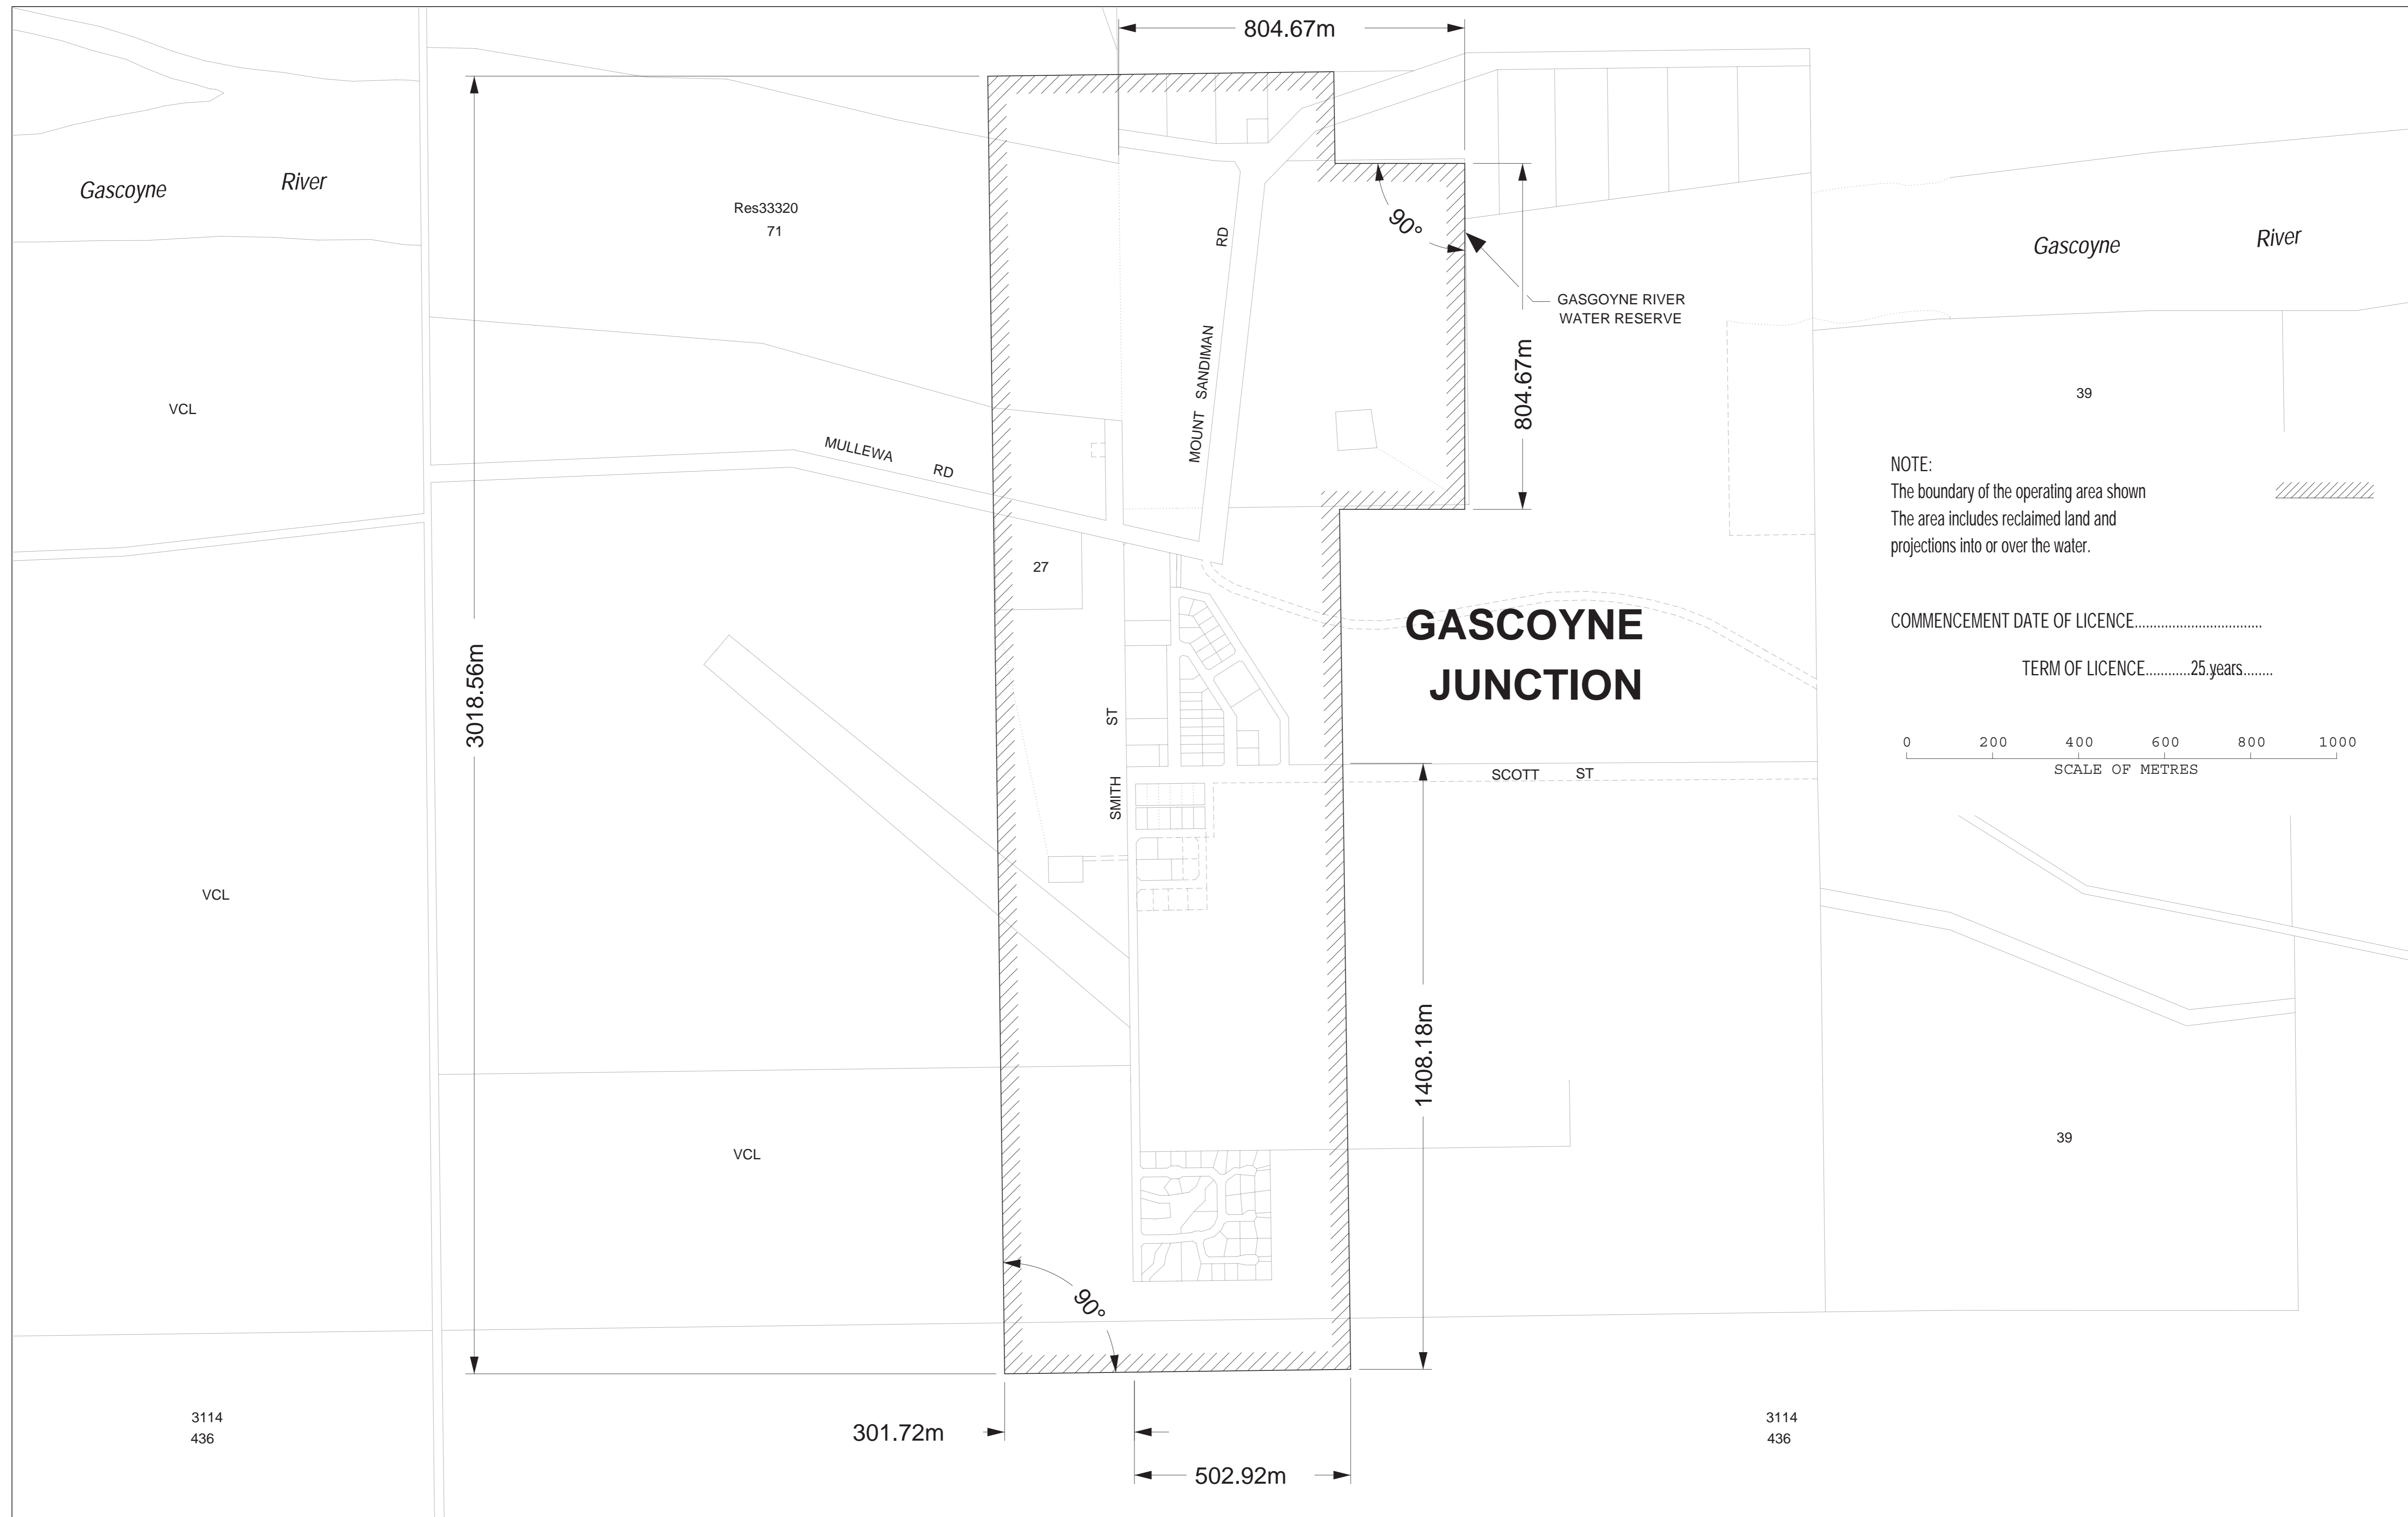 804.67m
Gascoyne River
Res33320
71
RD
90°
Gascoyne River
GASGOYNE RIVER
WATER RESERVE
MOUNT SANDIMAN
804.67m
VCL
39
MULLEWA RD
NOTE:
The boundary of the operating area shown
The area includes reclaimed land and
projections into or over the water.
27
GASCOYNE
JUNCTION
COMMENCEMENT DATE OF LICENCE..................................
TERM OF LICENCE............25.years........
3018.56m
SMITH ST
0 200 400 600 800 1000
SCALE OF METRES
SCOTT ST
VCL
1408.18m
VCL
39
90°
3114
436
301.72m
502.92m
3114
436